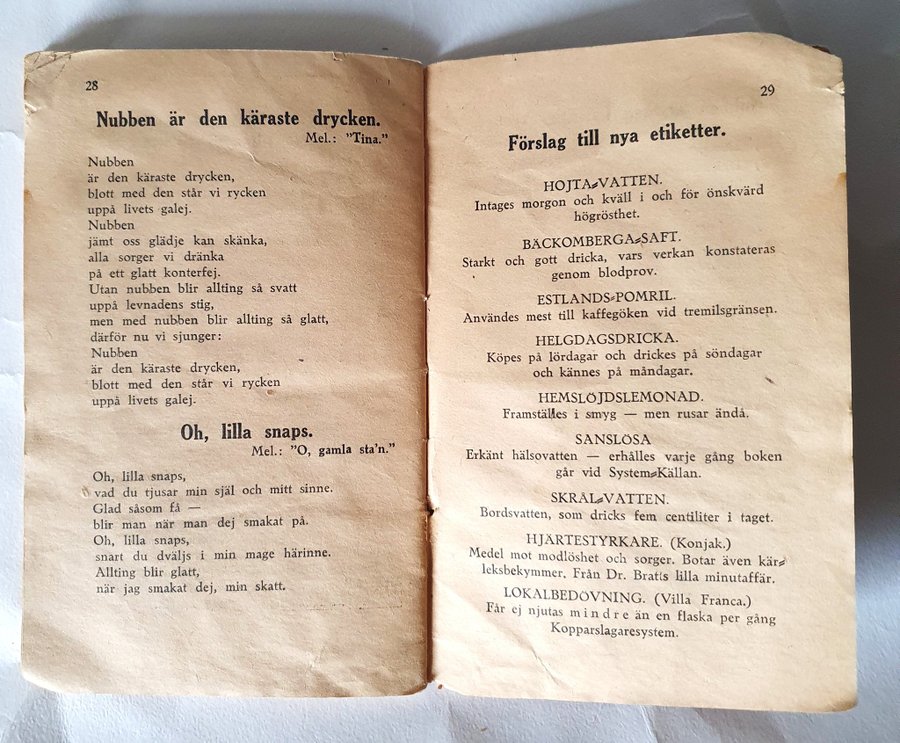 28
Nubben är den käraste drycken.
Mel.: "Tina."
Nubben
är den käraste drycken,
blott med den står vi rycken
uppå livets galej.
Nubben
jämt oss glädje kan skänka,
alla sorger vi dränka
på ett glatt konterfej.
Utan nubben blir allting så svatt
uppå levnadens stig,
men med nubben blir allting så glatt,
därför nu vi sjunger:
Nubben
är den käraste drycken,
blott med den står vi rycken
uppå livets galej.
Oh, lilla snaps.
Mel.: "O, gamla sta'n."
Oh, lilla snaps,
vad du tjusar min själ och mitt sinne.
Glad såsom få —
blir man när man dej smakat på.
Oh, lilla snaps,
snart du dväljs i min mage härinne.
Allting blir glatt,
när jag smakat dej, min skatt.
29
Förslag till nya etiketter.
HOJTA-VATTEN.
Intages morgon och kväll i och för önskvärd
högrösthet.
BÄCKOMBERGA-SAFT.
Starkt och gott dricka, vars verkan konstateras
genom blodprov.
ESTLANDS-POMRIL.
Användes mest till kaffegöken vid tremilsgränsen.
HELGDAGSDRICKA.
Köpes på lördagar och drickes på söndagar
och kännes på måndagar.
HEMSLÖJDSLEMONAD.
Framställes i smyg — men rusar ändå.
SANSLÖSA
Erkänt hälsovatten — erhålles varje gång boken
går vid System-Källan.
SKRÅL-VATTEN.
Bordsvatten, som dricks fem centiliter i taget.
HJÄRTESTYRKARE. (Konjak.)
Medel mot modlöshet och sorger. Botar även kär-
leksbekymmer. Från Dr. Bratts lilla minutaffär.
LOKALBEDÖVNING. (Villa Franca.)
Får ej njutas mindre än en flaska per gång
Kopparslagaresystem.